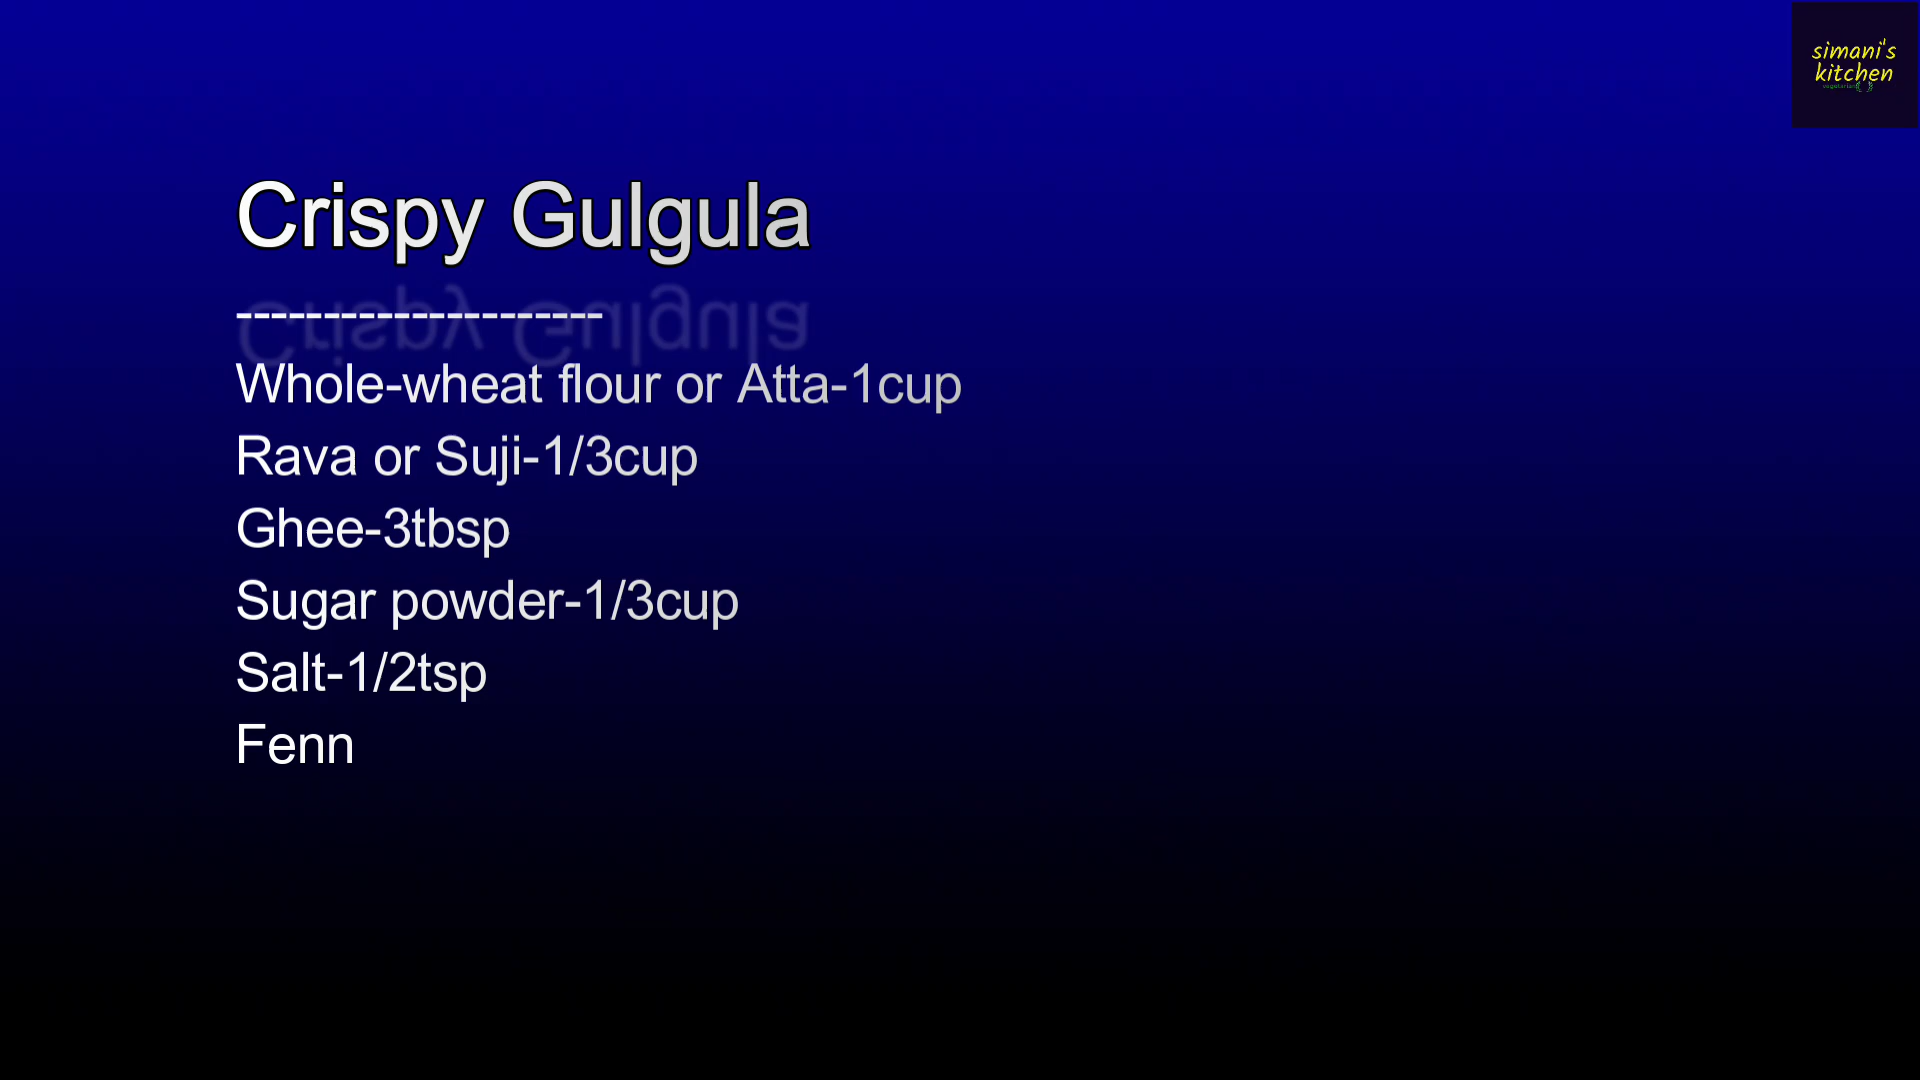 simani's
kitchen
vegetarian
Crispy Gulgula
---------------------
Whole-wheat flour or Atta-1cup
Rava or Suji-1/3cup
Ghee-3tbsp
Sugar powder-1/3cup
Salt-1/2tsp
Fenn